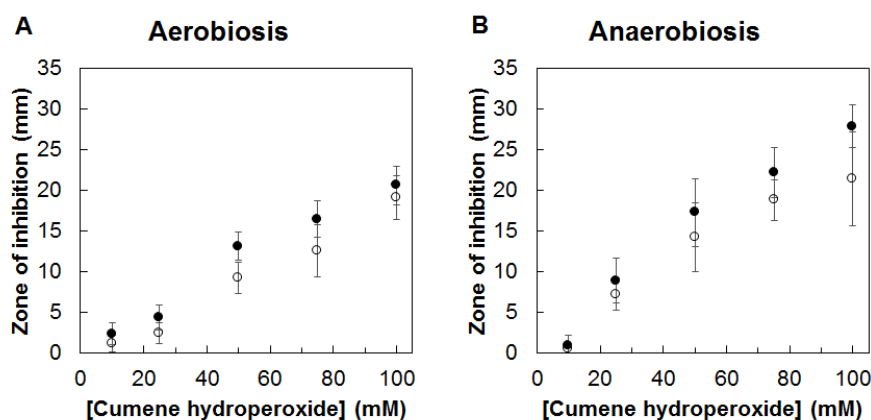 A
Aerobiosis
Zone of inhibition (mm)
35
30
25
20
15
10
5
0
0 20 40 60 80 100
[Cumene hydroperoxide] (mM)
B
Anaerobiosis
Zone of inhibition (mm)
35
30
25
20
15
10
5
0
0 20 40 60 80 100
[Cumene hydroperoxide] (mM)